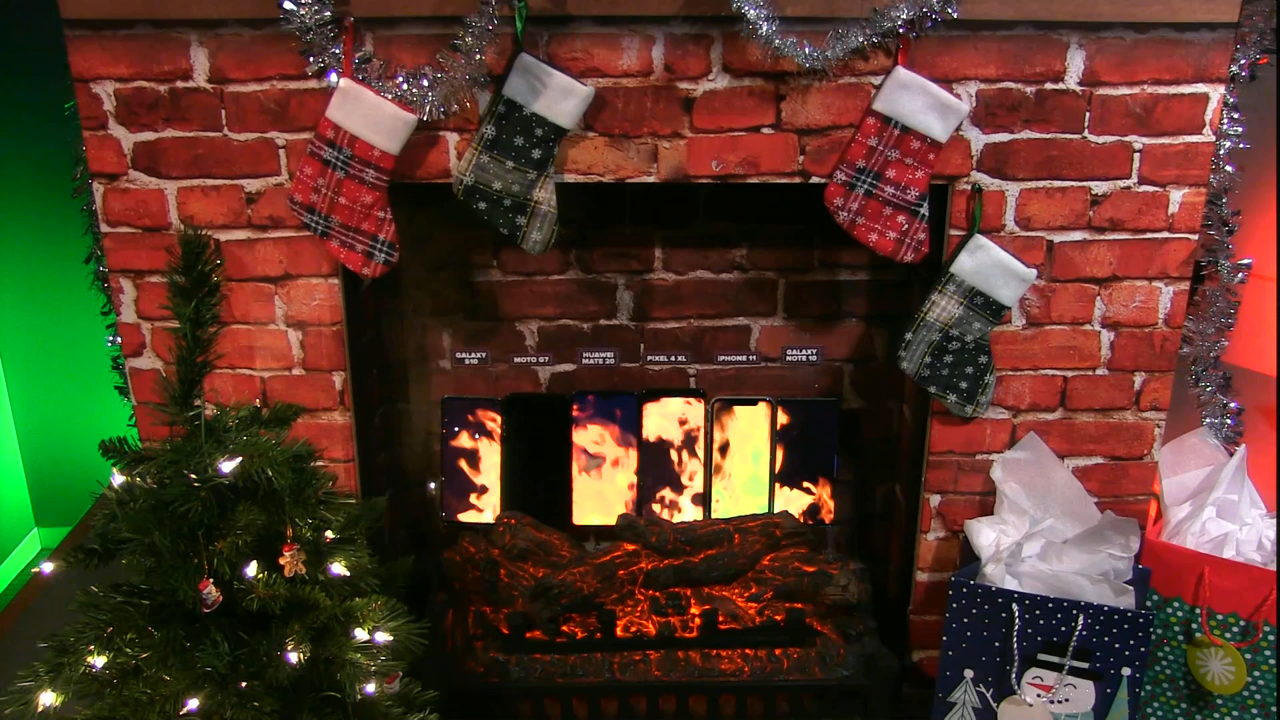 GALAXY
S10
MOTO G7
HUAWEI
MATE 20
PIXEL 4 XL
IPHONE 11
GALAXY
NOTE 10